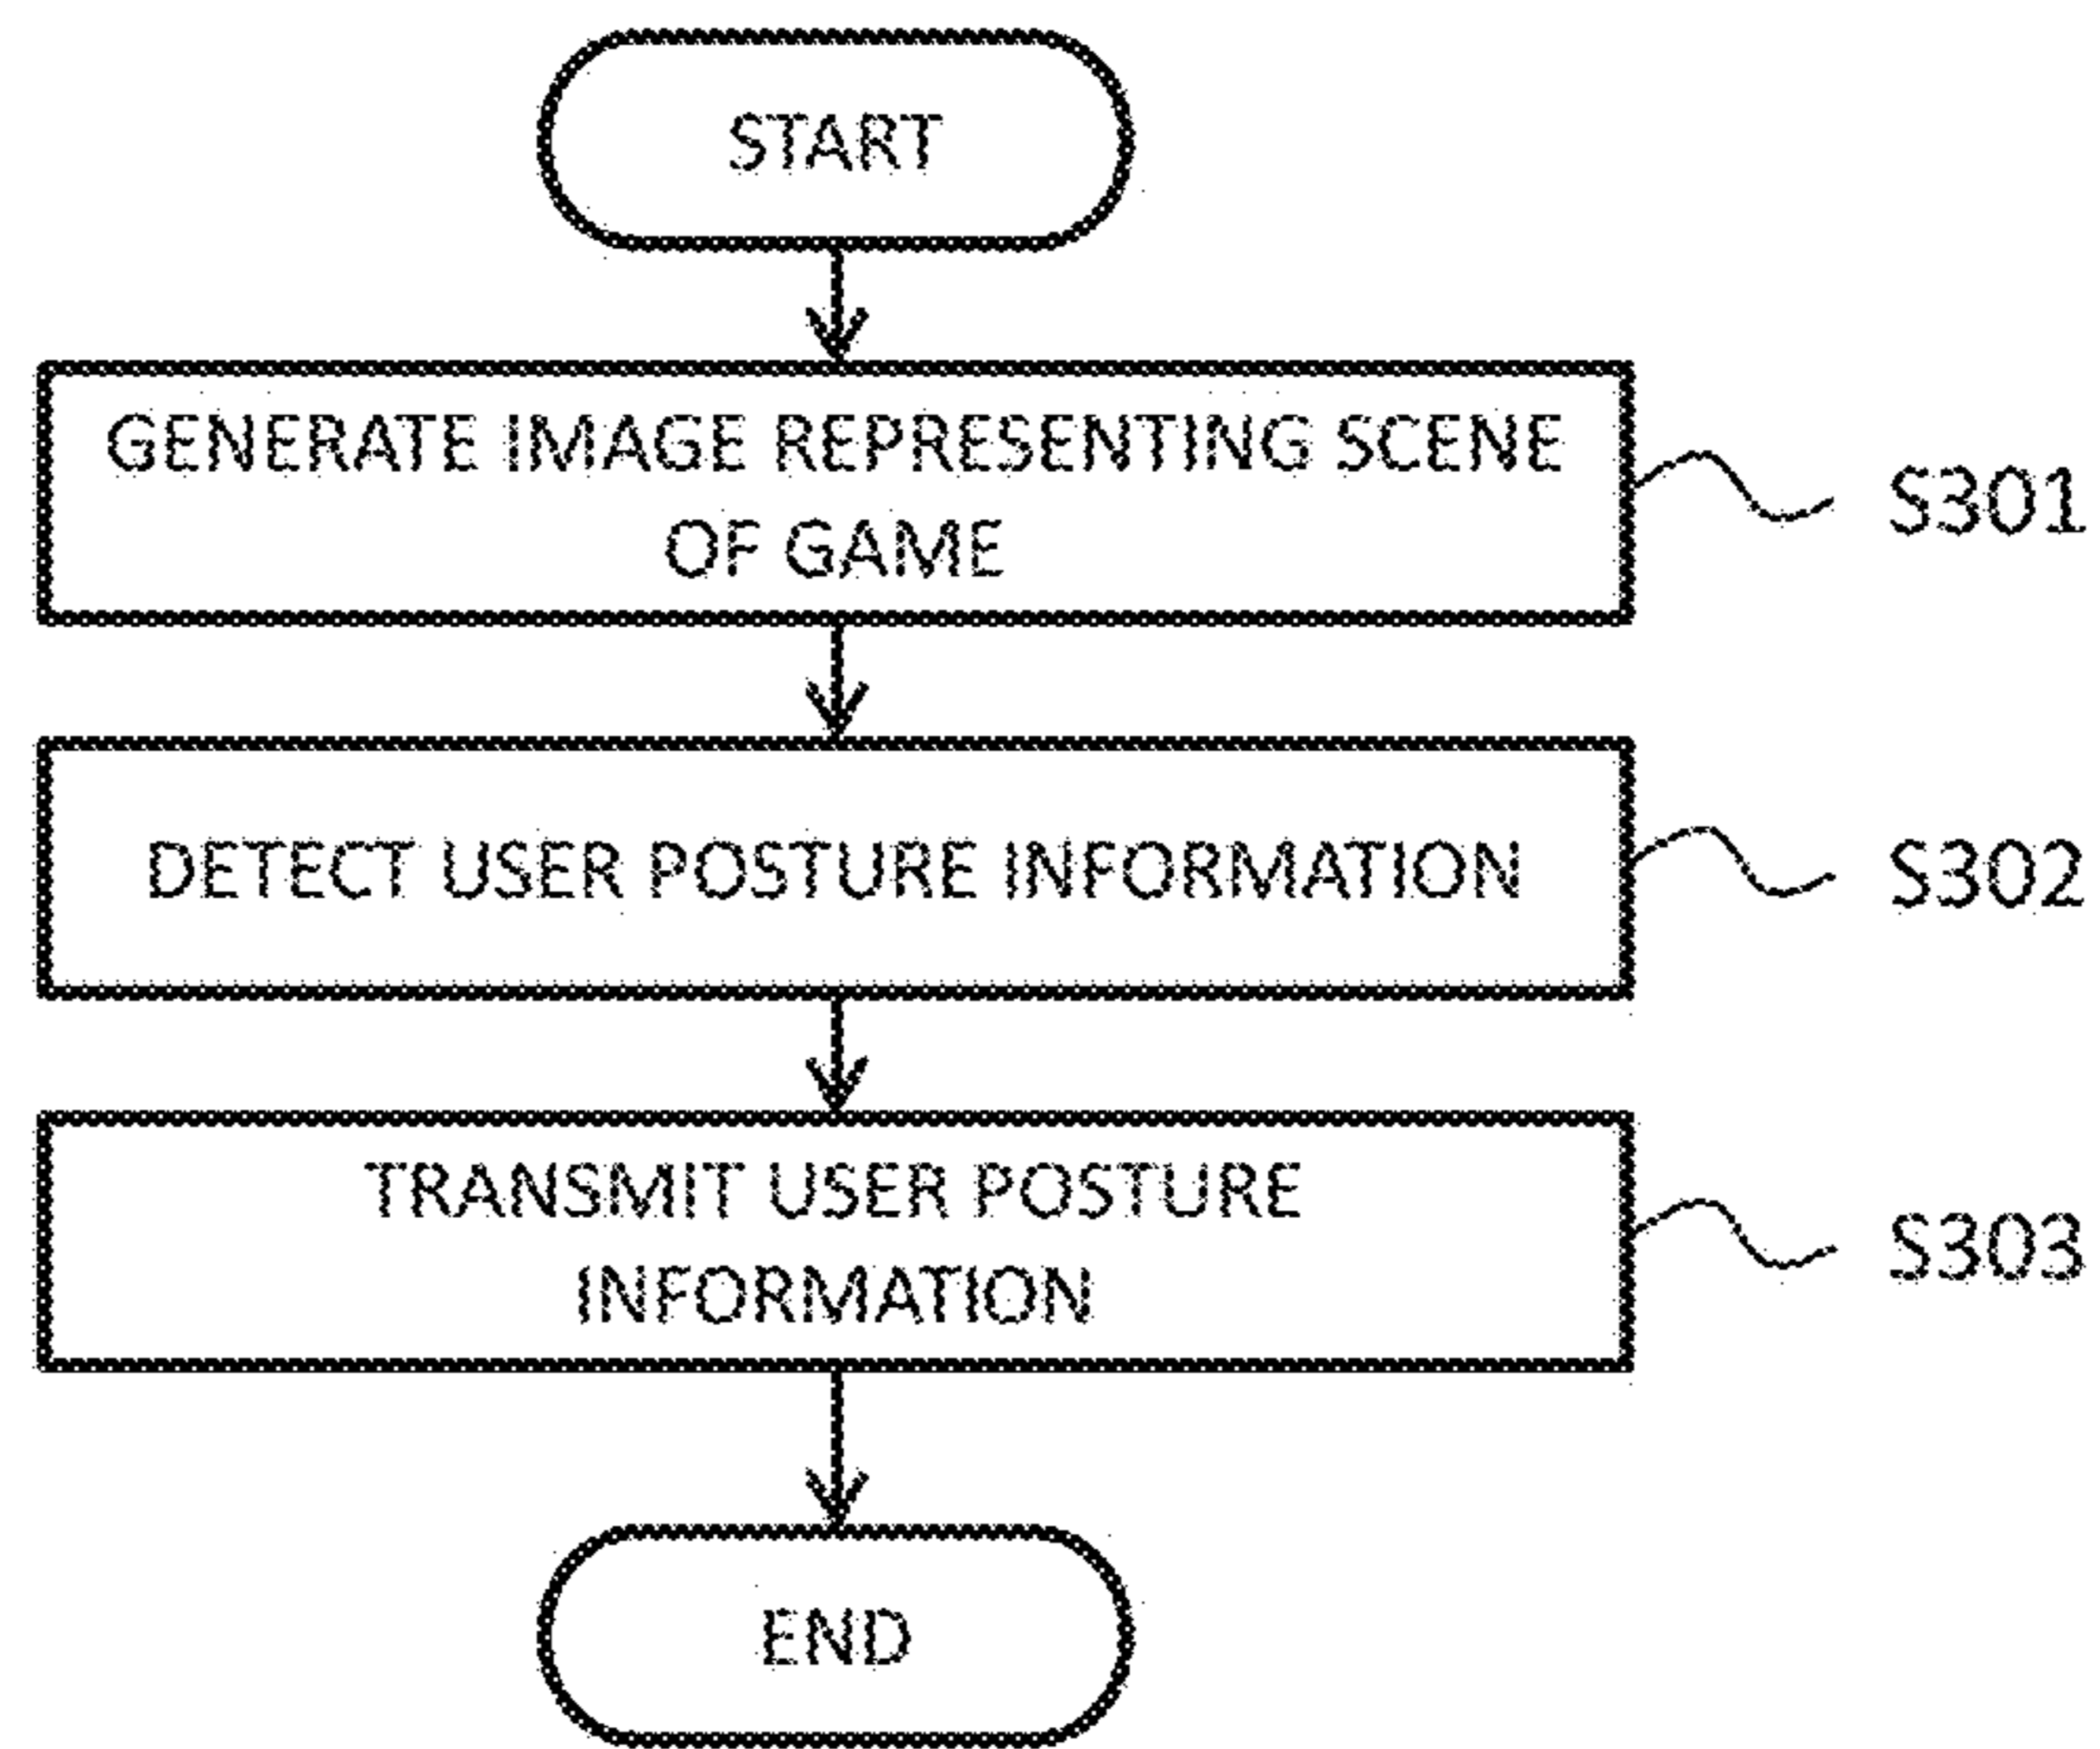 START
GENERATE IMAGE REPRESENTING SCENE
OF GAME
S301
DETECT USER POSTURE INFORMATION
S302
TRANSMIT USER POSTURE
INFORMATION
S303
END